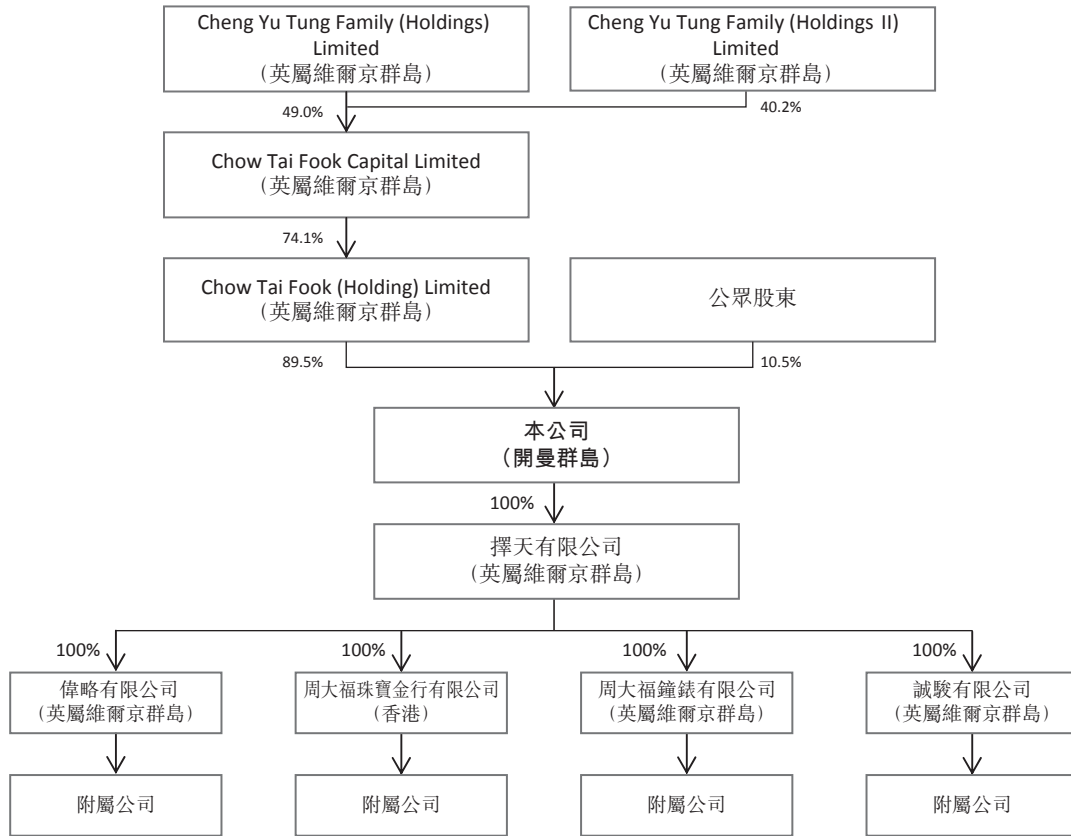 Cheng Yu Tung Family (Holdings)
Limited
(英屬維爾京群島)
Cheng Yu Tung Family (Holdings II)
Limited
(英屬維爾京群島)
49.0%
40.2%
Chow Tai Fook Capital Limited
(英屬維爾京群島)
74.1%
Chow Tai Fook (Holding) Limited
(英屬維爾京群島)
公眾股東
89.5%
10.5%
本公司
(開曼群島)
100%
擇天有限公司
(英屬維爾京群島)
100%
100%
100%
100%
偉略有限公司
(英屬維爾京群島)
周大福珠寶金行有限公司
(香港)
周大福鐘錶有限公司
(英屬維爾京群島)
誠駿有限公司
(英屬維爾京群島)
附屬公司
附屬公司
附屬公司
附屬公司